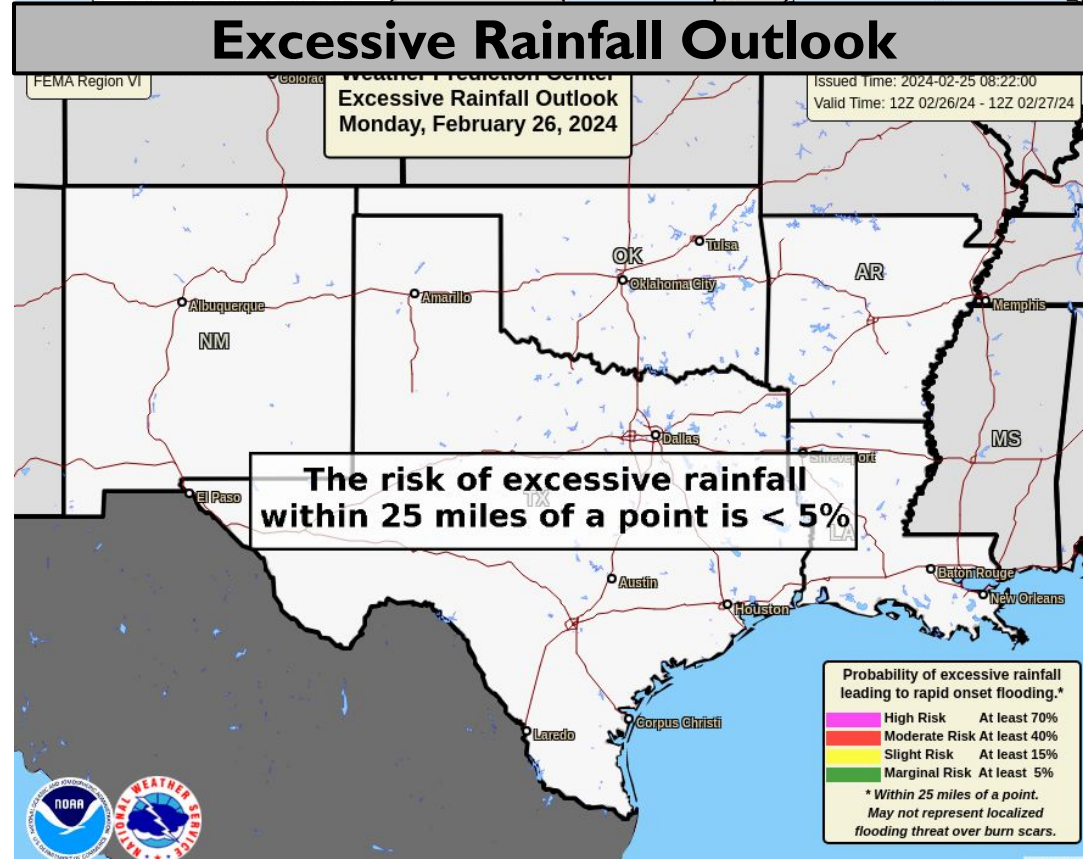 Excessive Rainfall Outlook
FEMA Region VI
Weather Prediction Center
Excessive Rainfall Outlook
Monday, February 26, 2024
Issued Time: 2024-02-25 08:22:00
Valid Time: 12Z 02/26/24 - 12Z 02/27/24
Tulsa
OK
Oklahoma City
AR
Albuquerque
Amarillo
Memphis
NM
Dallas
MS
Shreveport
The risk of excessive rainfall
within 25 miles of a point is < 5%
El Paso
TX
LA
Austin
Baton Rouge
New Orleans
Houston
Corpus Christi
Laredo
Probability of excessive rainfall
leading to rapid onset flooding.*
High Risk At least 70%
Moderate Risk At least 40%
Slight Risk At least 15%
Marginal Risk At least 5%
* Within 25 miles of a point.
May not represent localized
flooding threat over burn scars.
NOAA
NATIONAL WEATHER SERVICE